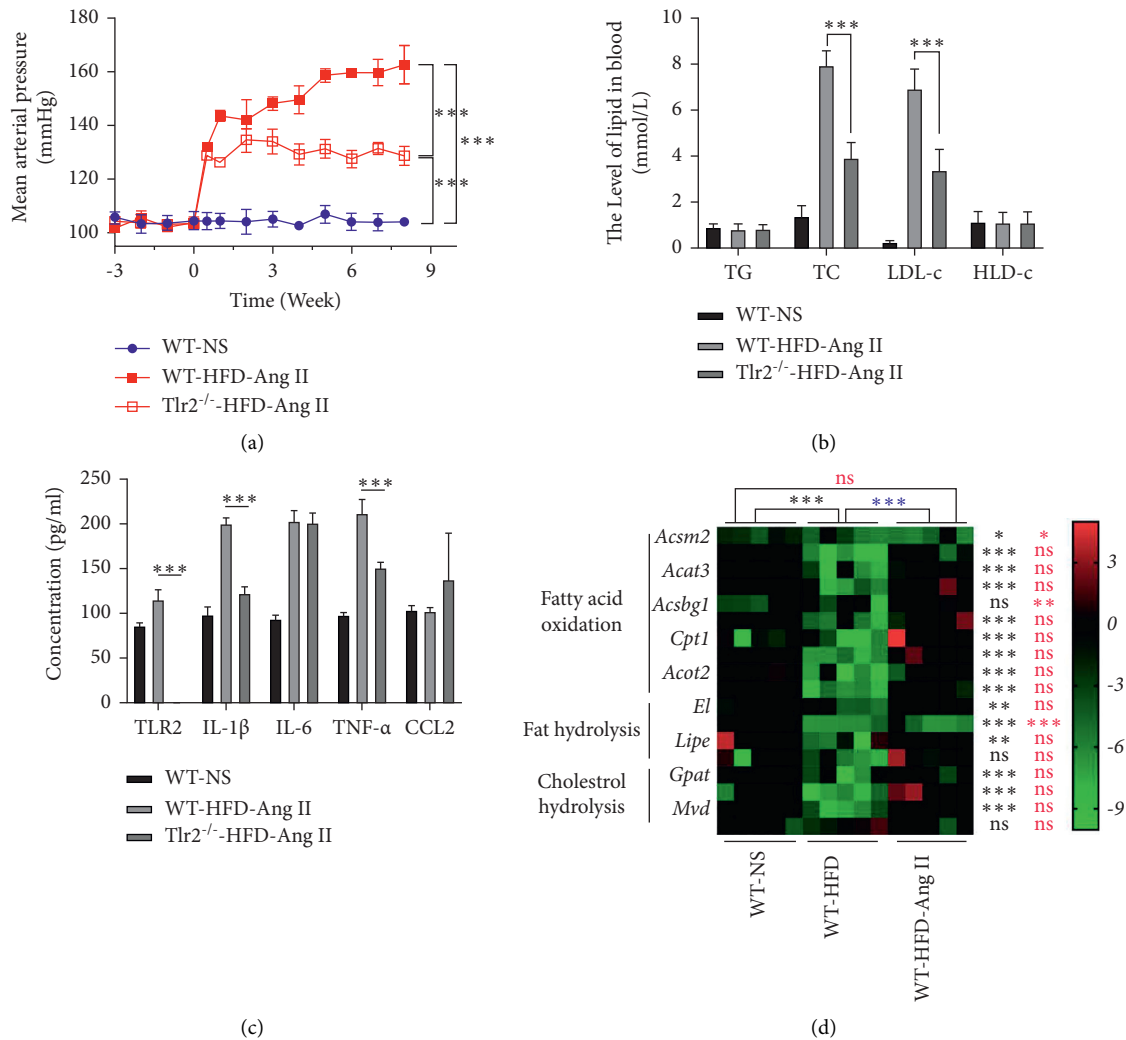 Mean arterial pressure
(mmHg)
180
160
140
120
100
-3
0
3
6
9
Time (Week)
***
***
***
WT-NS
WT-HFD-Ang II
Tlr2-/--HFD-Ang II
(a)
The Level of lipid in blood
(mmol/L)
10
8
6
4
2
0
***
***
TG
TC
LDL-c
HLD-c
WT-NS
WT-HFD-Ang II
Tlr2-/--HFD-Ang II
(b)
Concentration (pg/ml)
250
200
150
100
50
0
***
***
***
TLR2
IL-1β
IL-6
TNF-α
CCL2
WT-NS
WT-HFD-Ang II
Tlr2-/--HFD-Ang II
(c)
ns
***
***
Fatty acid
oxidation
Fat hydrolysis
Cholestrol
hydrolysis
Acsm2
Acat3
Acsbg1
Cpt1
Acot2
El
Lipe
Gpat
Mvd
* *
*** ns
*** ns
*** ns
ns **
*** ns
*** ns
*** ns
*** ns
*** ns
** ns
*** ***
** ns
ns ns
*** ns
*** ns
*** ns
ns ns
3
0
-3
-6
-9
WT-NS
WT-HFD
WT-HFD-Ang II
(d)